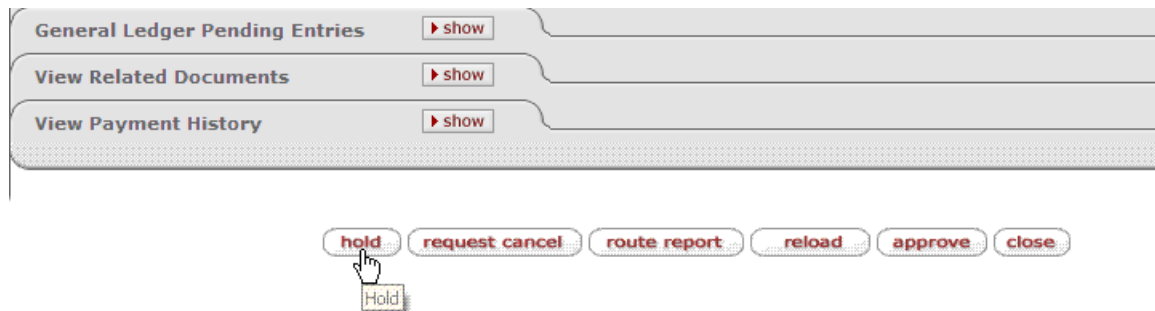 General Ledger Pending Entries show
View Related Documents show
View Payment History show
hold request cancel route report reload approve close
Hold